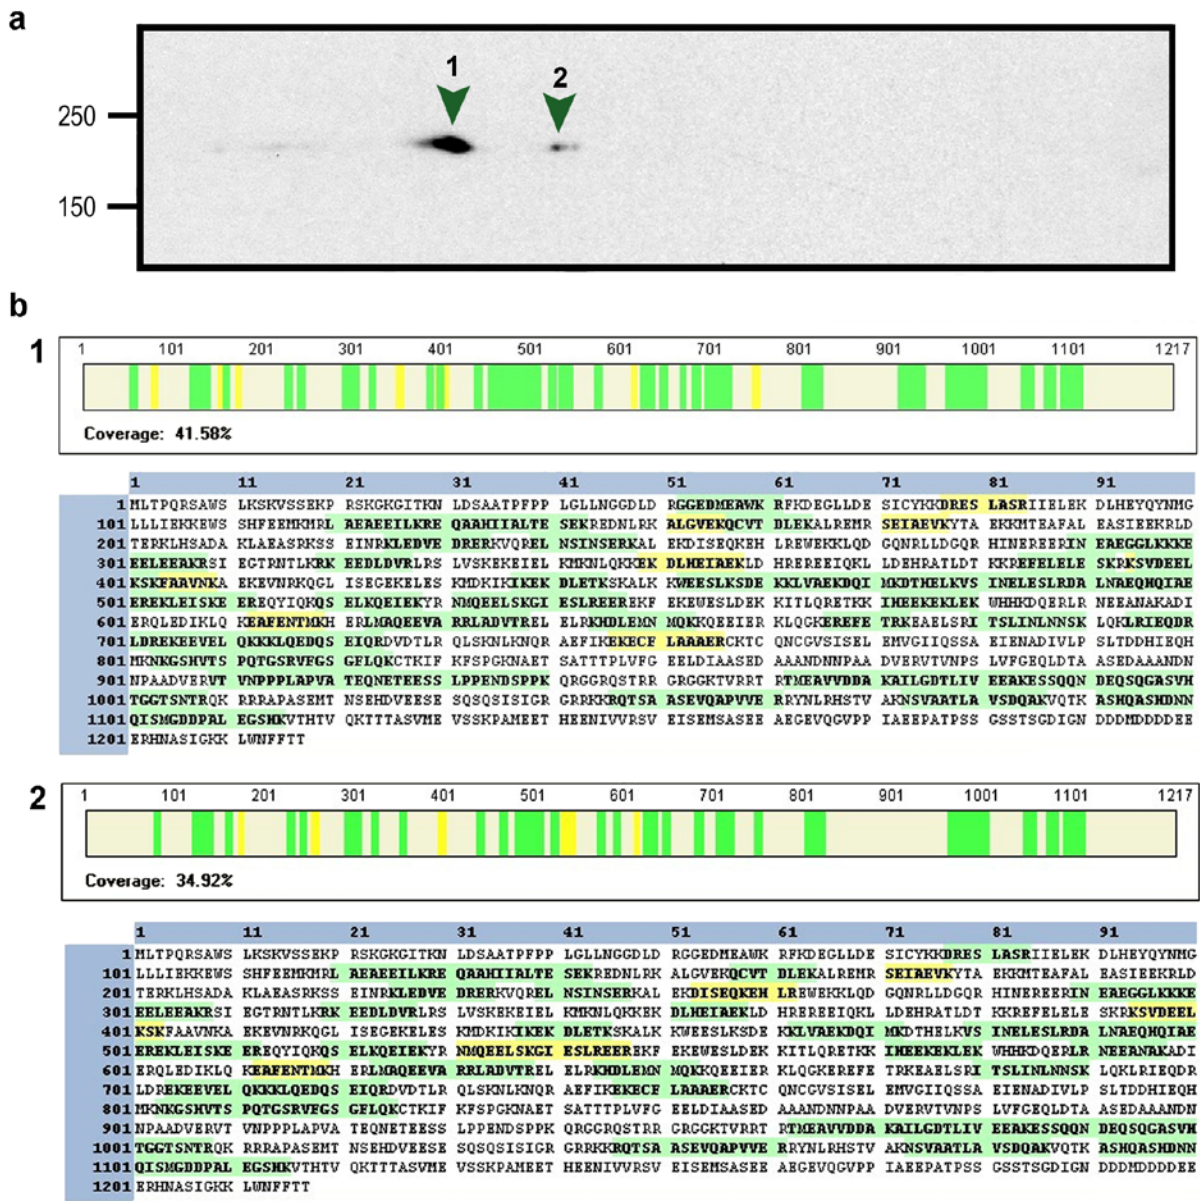 a
1
2
250
150
b
1
1 101 201 301 401 501 601 701 801 901 1001 1101 1217
Coverage: 41.58%
1 11 21 31 41 51 61 71 81 91
1 MLTPQRSAWS LKSKVSSEKP RSKGKGITKN LDSAATPFPP LGLLNGGDLD RGGEDMEAWK RFKDEGLLDE SICYKKDRES LASRIIELEK DLHEYQYNMG
101 LLLIEKKEWS SHFEEMKMRL AEAEEILKRE QAAHIIALTE SEKREDNLRK ALGVEKQCVT DLEKALREMR SEIAEVKYTA EKKMTEAFAL EASIEEKRLD
201 TERKLHSADA KLAEASRKSS EINRKLEDVE DRERKVQREL NSINSERKAL EKDISEQKEH LREWEKKLQD GQNRLLDGQR HINEREERIN EAEGGLKKKE
301 EELEEAKRSI EGTRNTLKRK EEDLDVRLRS LVSKEKEIEL KMKNLQKKEK DLHEIAEKLD HREREEIQKL LDEHRATLDT KKREFELELE SKRKSVDEEL
401 KSKFAAVNKA EKEVNRKQGL ISEGEKELES KMDKIKIKEK DLETKSKALK KWEESLKSDE KKLVAEKDQI MKDTHELKVS INELESLRDA LNAEQHQIAE
501 EREKLEISKE EREQYIQKQS ELKQEIEKYR NMQEELSKGI ESLREEREKF EKEWESLDEK KITLQRETKK IHEEKEKLEK WHHKDQERLR NEEANAKADI
601 ERQLEDIKLQ KEAFENTMKH ERLMAQEEVA RRLADVTREL ELRKHDLEMN MQKKQEEIER KLQGKEREFE TRKEAELSRI TSLINLNNSK LQKLRIEQDR
701 LDREKEEVEL QKKKLQEDQS EIQRDVDTLR QLSKNLKNQR AEFIKEKECF LAAAERCKTC QNCGVSISEL EMVGIIQSSA EIENADIVLP SLTDDHIEQH
801 MKNKGSHVTS PQTGSRVFGS GFLQKCTKIF KFSPGKNAET SATTTPLVFG EELDIAASED AAANDNNPAA DVERVTVNPS LVFGEQLDTA ASEDAAANDN
901 NPAADVERVT VNPPPLAPVA TEQNETEESS LPPENDSPPK QRGGRQSTRR GRGGKTVRRT RTMEAVVDDA KAILGDTLIV EEAKESSQQN DEQSQGASVH
1001 TGGTSNTRQK RRRAPASEMT NSEHDVEESE SQSQSISIGR GRRKKRQTSA ASEVQAPVVE RRYNLRHSTV AKNSVAATLA VSDQAKVQTK ASHQASHDNN
1101 QISMGDDPAL EGSHKVTHTV QKTTTASVME VSSKPAMEET HEENIVVRSV EISEMSASEE AEGEVQGVPP IAEEPATPSS GSSTSGDIGN DDDMDDDDEE
1201 ERHNASIGKK LWNFFTT
2
1 101 201 301 401 501 601 701 801 901 1001 1101 1217
Coverage: 34.92%
1 11 21 31 41 51 61 71 81 91
1 MLTPQRSAWS LKSKVSSEKP RSKGKGITKN LDSAATPFPP LGLLNGGDLD RGGEDMEAWK RFKDEGLLDE SICYKKDRES LASRIIELEK DLHEYQYNMG
101 LLLIEKKEWS SHFEEMKMRL AEAEEILKRE QAAHIIALTE SEKREDNLRK ALGVEKQCVT DLEKALREMR SEIAEVKYTA EKKMTEAFAL EASIEEKRLD
201 TERKLHSADA KLAEASRKSS EINRKLEDVE DRERKVQREL NSINSERKAL EKDISEQKEH LREWEKKLQD GQNRLLDGQR HINEREERIN EAEGGLKKKE
301 EELEEAKRSI EGTRNTLKRK EEDLDVRLRS LVSKEKEIEL KMKNLQKKEK DLHEIAEKLD HREREEIQKL LDEHRATLDT KKREFELELE SKRKSVDEEL
401 KSKFAAVNKA EKEVNRKQGL ISEGEKELES KMDKIKIKEK DLETKSKALK KWEESLKSDE KKLVAEKDQI MKDTHELKVS INELESLRDA LNAEQHQIAE
501 EREKLEISKE EREQYIQKQS ELKQEIEKYR NMQEELSKGI ESLREEREKF EKEWESLDEK KITLQRETKK IHEEKEKLEK WHHKDQERLR NEEANAKADI
601 ERQLEDIKLQ KEAFENTMKH ERLMAQEEVA RRLADVTREL ELRKHDLEMN MQKKQEEIER KLQGKEREFE TRKEAELSRI TSLINLNNSK LQKLRIEQDR
701 LDREKEEVEL QKKKLQEDQS EIQRDVDTLR QLSKNLKNQR AEFIKEKECF LAAAERCKTC QNCGVSISEL EMVGIIQSSA EIENADIVLP SLTDDHIEQH
801 MKNKGSHVTS PQTGSRVFGS GFLQKCTKIF KFSPGKNAET SATTTPLVFG EELDIAASED AAANDNNPAA DVERVTVNPS LVFGEQLDTA ASEDAAANDN
901 NPAADVERVT VNPPPLAPVA TEQNETEESS LPPENDSPPK QRGGRQSTRR GRGGKTVRRT RTMEAVVDDA KAILGDTLIV EEAKESSQQN DEQSQGASVH
1001 TGGTSNTRQK RRRAPASEMT NSEHDVEESE SQSQSISIGR GRRKKRQTSA ASEVQAPVVE RRYNLRHSTV AKNSVAATLA VSDQAKVQTK ASHQASHDNN
1101 QISMGDDPAL EGSHKVTHTV QKTTTASVME VSSKPAMEET HEENIVVRSV EISEMSASEE AEGEVQGVPP IAEEPATPSS GSSTSGDIGN DDDMDDDDEE
1201 ERHNASIGKK LWNFFTT